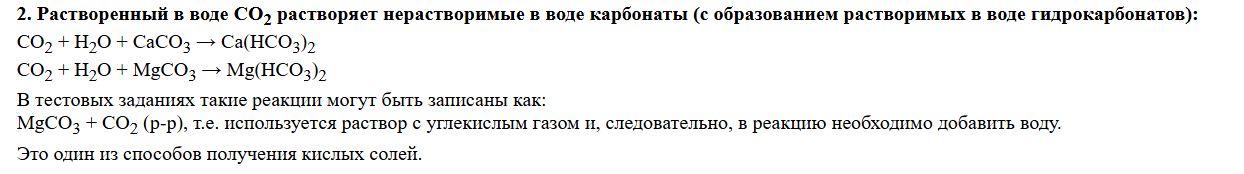 2. Растворенный в воде CO₂ растворяет нерастворимые в воде карбонаты (с образованием растворимых в воде гидрокарбонатов):
CO₂ + H₂O + CaCO₃ → Ca(HCO₃)₂
CO₂ + H₂O + MgCO₃ → Mg(HCO₃)₂
В тестовых заданиях такие реакции могут быть записаны как:
MgCO₃ + CO₂ (р-р), т.е. используется раствор с углекислым газом и, следовательно, в реакцию необходимо добавить воду.
Это один из способов получения кислых солей.